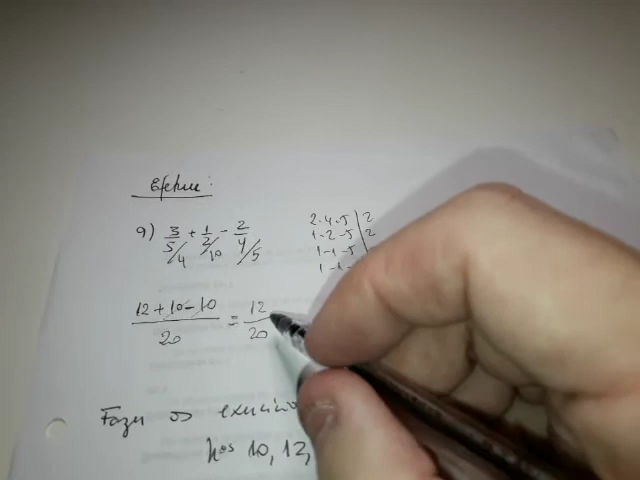 Efetue:
a) 3/5/4 + 1/2/10 - 2/4/5
2-4-5 | 2
1-2-5 | 2
1-1-5
1-1-
12+10-10/20 = 12/20
Fazer os
nos 10, 12,